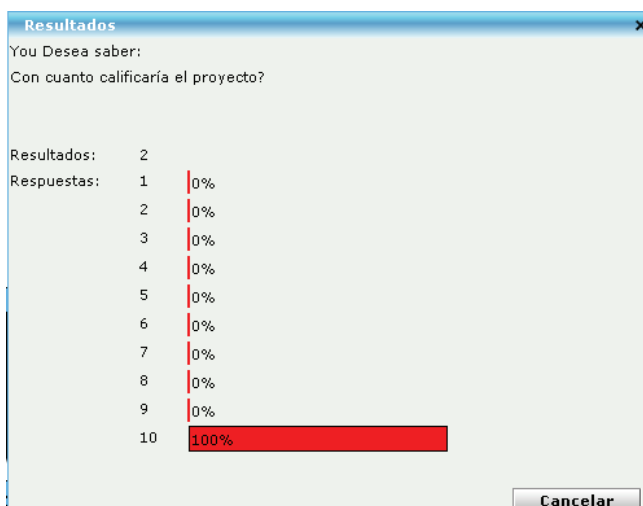 Resultados
You Desea saber:
Con cuanto calificaría el proyecto?
Resultados: 2
Respuestas: 1 0%
2 0%
3 0%
4 0%
5 0%
6 0%
7 0%
8 0%
9 0%
10 100%
Cancelar